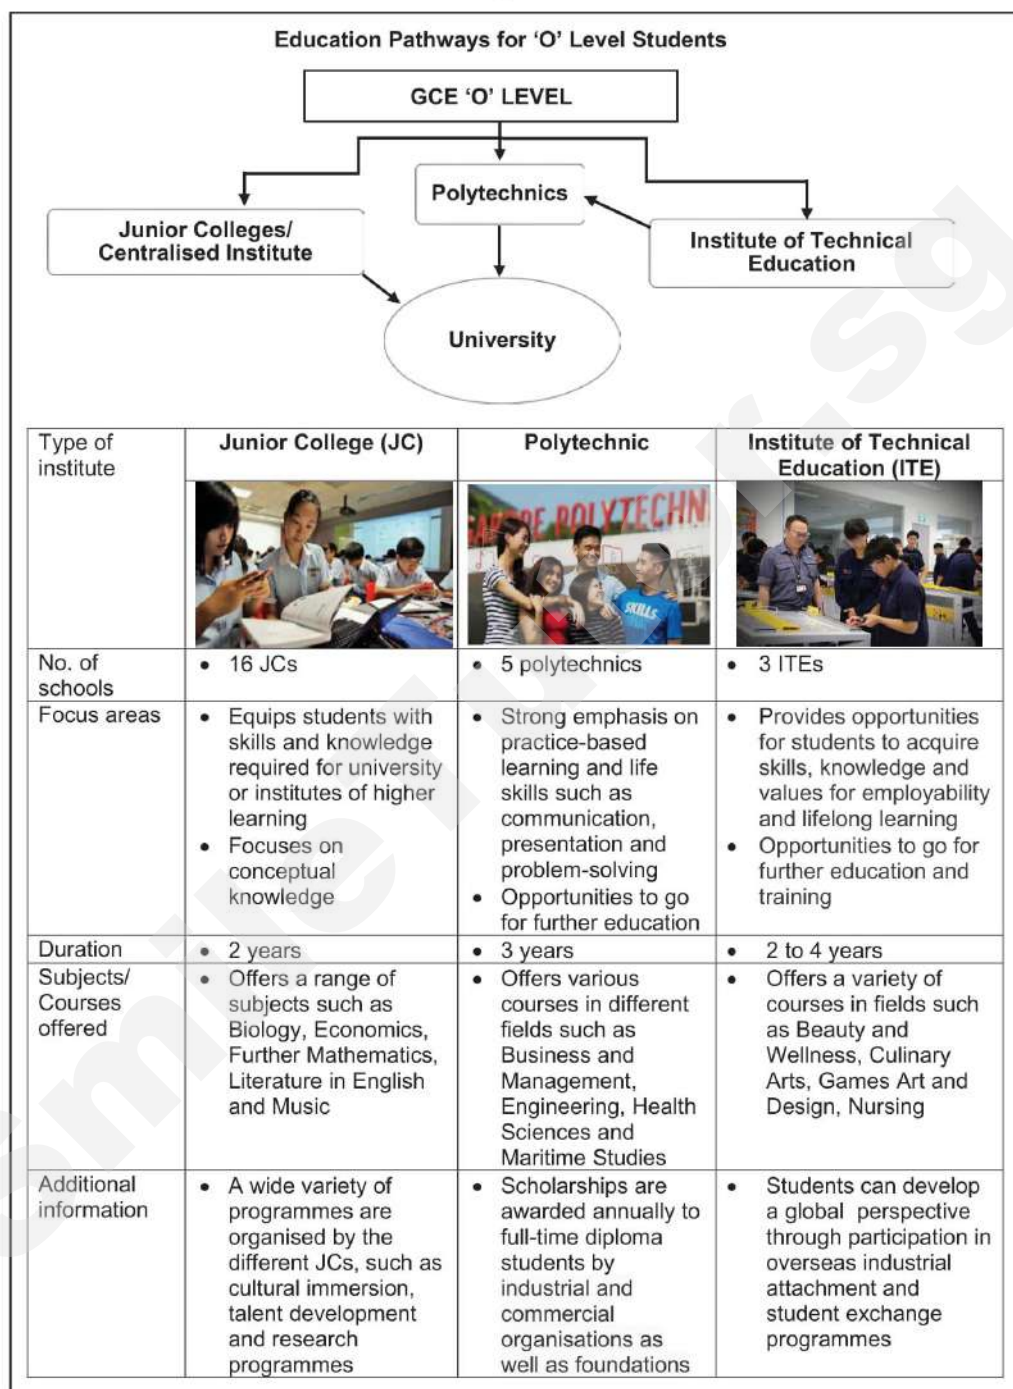 Education Pathways for ‘O’ Level Students
GCE ‘O’ LEVEL
Polytechnics
Junior Colleges/
Centralised Institute
Institute of Technical
Education
University
Type of
institute
Junior College (JC)
Polytechnic
Institute of Technical
Education (ITE)
POLYTECHN
SKILLS
No. of
schools
• 16 JCs
• 5 polytechnics
• 3 ITEs
Focus areas
• Equips students with
skills and knowledge
required for university
or institutes of higher
learning
• Focuses on
conceptual
knowledge
• Strong emphasis on
practice-based
learning and life
skills such as
communication,
presentation and
problem-solving
• Opportunities to go
for further education
• Provides opportunities
for students to acquire
skills, knowledge and
values for employability
and lifelong learning
• Opportunities to go for
further education and
training
Duration
• 2 years
• 3 years
• 2 to 4 years
Subjects/
Courses
offered
• Offers a range of
subjects such as
Biology, Economics,
Further Mathematics,
Literature in English
and Music
• Offers various
courses in different
fields such as
Business and
Management,
Engineering, Health
Sciences and
Maritime Studies
• Offers a variety of
courses in fields such
as Beauty and
Wellness, Culinary
Arts, Games Art and
Design, Nursing
Additional
information
• A wide variety of
programmes are
organised by the
different JCs, such as
cultural immersion,
talent development
and research
programmes
• Scholarships are
awarded annually to
full-time diploma
students by
industrial and
commercial
organisations as
well as foundations
• Students can develop
a global perspective
through participation in
overseas industrial
attachment and
student exchange
programmes